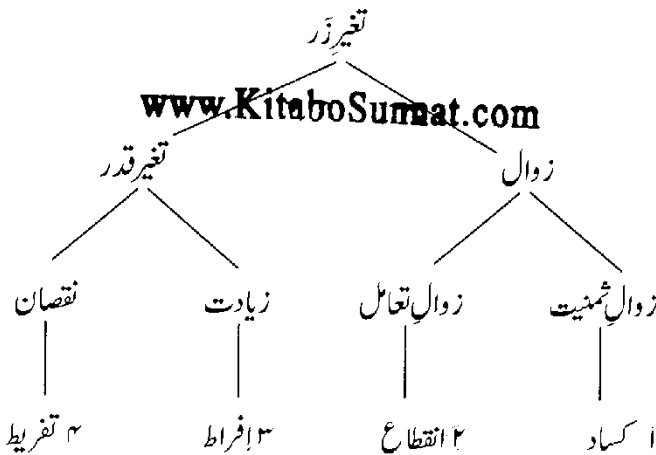 تغیرِ زَر
www.KitaboSunnat.com
زوال تغیرِ قدر
زوالِ ثمنیت زوالِ تعامل زیادت نقصان
۱ کساد ۲ انقطاع ۳ إفراط ۴ تفریط